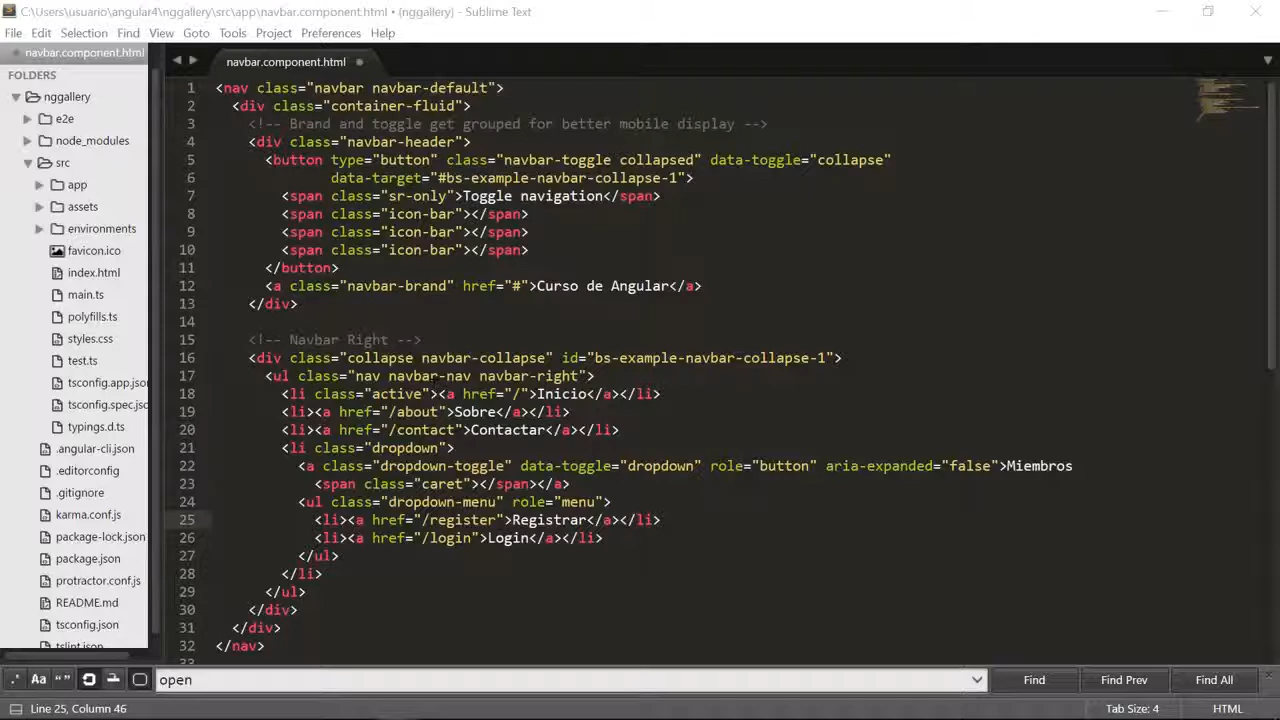 C:\Users\usuario\angular4\nggallery\src\app\navbar.component.html • (nggallery) - Sublime Text
File Edit Selection Find View Goto Tools Project Preferences Help
navbar.component.html
FOLDERS
nggallery
e2e
node_modules
src
app
assets
environments
favicon.ico
index.html
main.ts
polyfills.ts
styles.css
test.ts
tsconfig.app.jso
tsconfig.spec.jso
typings.d.ts
.angular-cli.json
.editorconfig
.gitignore
karma.conf.js
package-lock.json
package.json
protractor.conf.js
README.md
tsconfig.json
tslint.json
navbar.component.html
1 <nav class="navbar navbar-default">
2 <div class="container-fluid">
3 <!-- Brand and toggle get grouped for better mobile display -->
4 <div class="navbar-header">
5 <button type="button" class="navbar-toggle collapsed" data-toggle="collapse"
6 data-target="#bs-example-navbar-collapse-1">
7 <span class="sr-only">Toggle navigation</span>
8 <span class="icon-bar"></span>
9 <span class="icon-bar"></span>
10 <span class="icon-bar"></span>
11 </button>
12 <a class="navbar-brand" href="#">Curso de Angular</a>
13 </div>
14
15 <!-- Navbar Right -->
16 <div class="collapse navbar-collapse" id="bs-example-navbar-collapse-1">
17 <ul class="nav navbar-nav navbar-right">
18 <li class="active"><a href="/">Inicio</a></li>
19 <li><a href="/about">Sobre</a></li>
20 <li><a href="/contact">Contactar</a></li>
21 <li class="dropdown">
22 <a class="dropdown-toggle" data-toggle="dropdown" role="button" aria-expanded="false">Miembros
23 <span class="caret"></span></a>
24 <ul class="dropdown-menu" role="menu">
25 <li><a href="/register">Registrar</a></li>
26 <li><a href="/login">Login</a></li>
27 </ul>
28 </li>
29 </ul>
30 </div>
31 </div>
32 </nav>
33
.* Aa “” open Find Find Prev Find All
Line 25, Column 46 Tab Size: 4 HTML